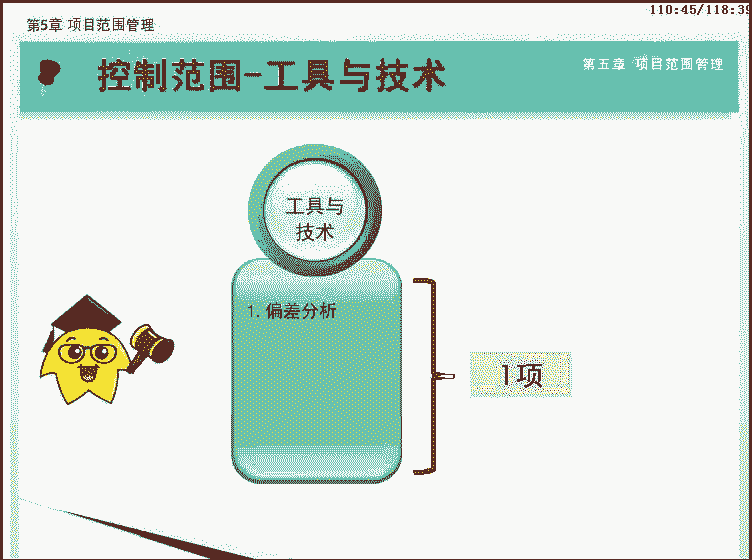 110:45/118:39
第5章 项目范围管理
控制范围-工具与技术
第五章 项目范围管理
工具与
技术
1. 偏差分析
1项